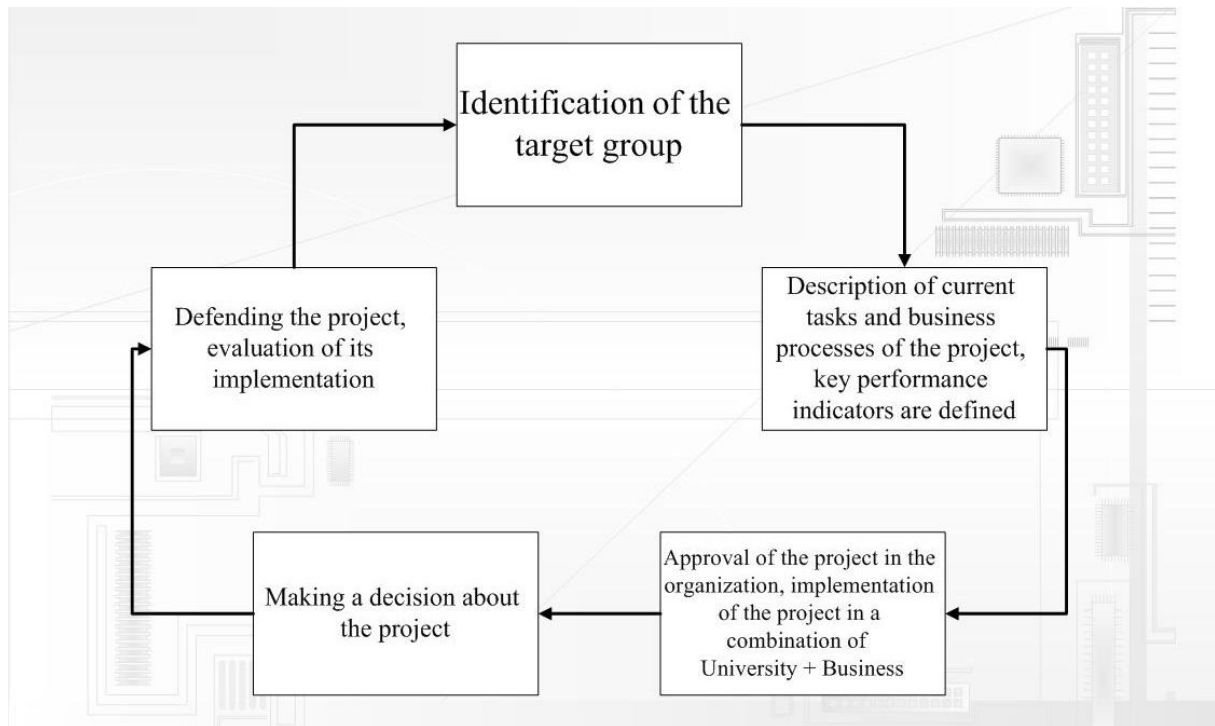 Identification of the
target group
Description of current
tasks and business
processes of the project,
key performance
indicators are defined
Approval of the project in the
organization, implementation
of the project in a
combination of
University + Business
Making a decision about
the project
Defending the project,
evaluation of its
implementation